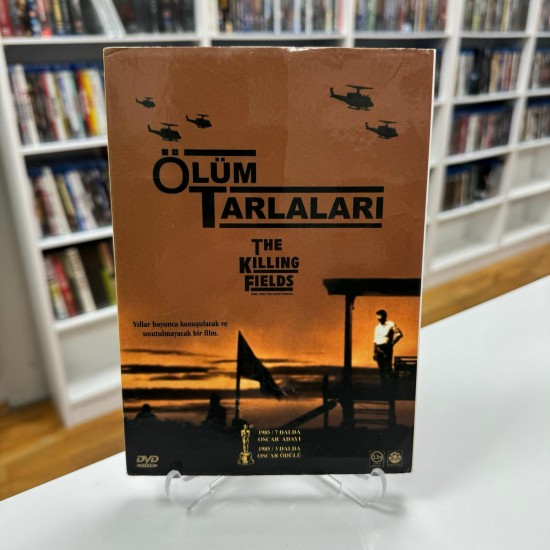 ÖLÜM
TARLALARI
THE
KILLING
FIELDS
Yıllar boyunca konuşulacak ve
unutulmayacak bir film.
1985 / 7 DALDA
OSCAR ADAYI
1985 / 3 DALDA
OSCAR ÖDÜLÜ
DVD
13+